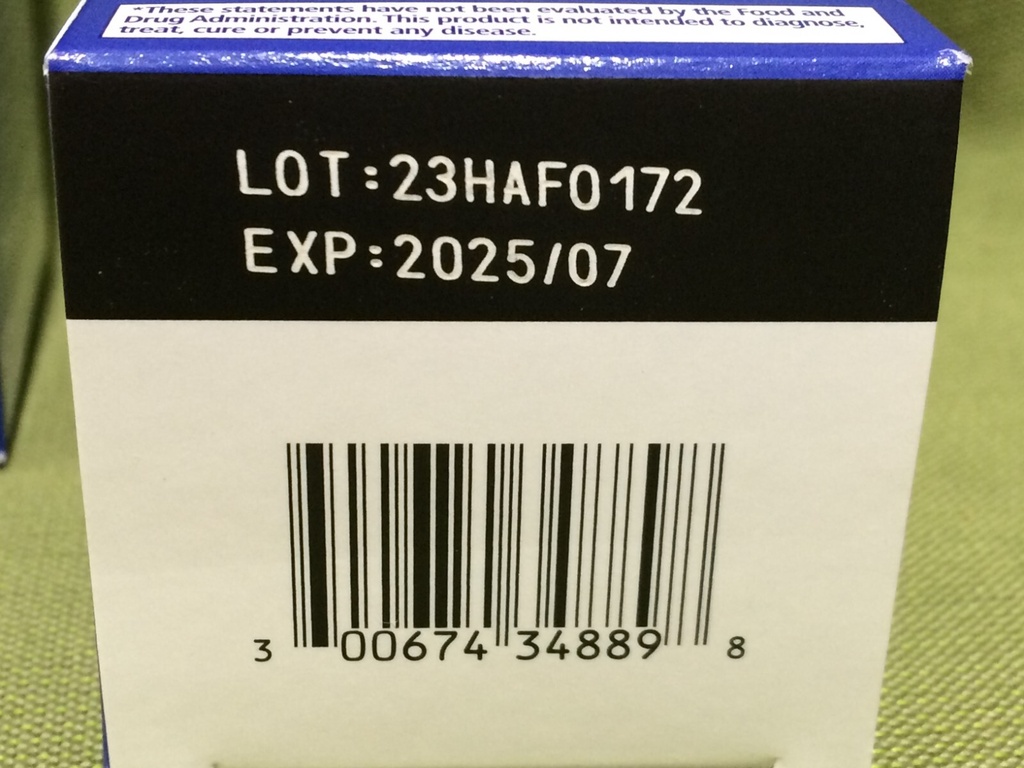 *These statements have not been evaluated by the Food and
Drug Administration. This product is not intended to diagnose,
treat, cure or prevent any disease.
LOT:23HAF0172
EXP:2025/07
3 00674 34889 8